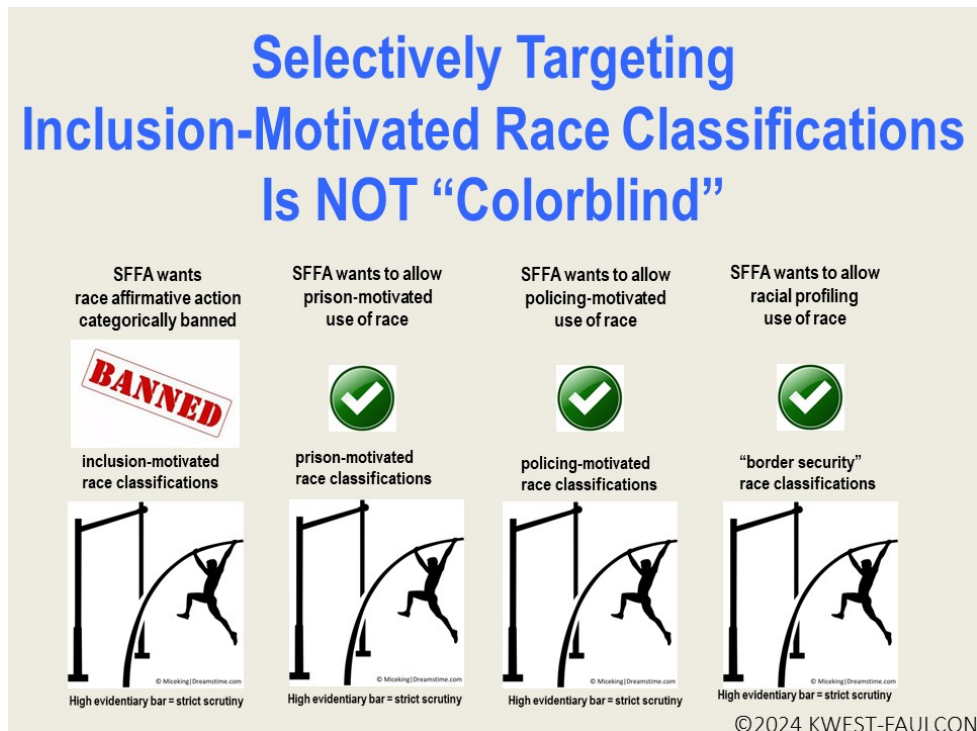 Selectively Targeting
Inclusion-Motivated Race Classifications
Is NOT “Colorblind”
SFFA wants
race affirmative action
categorically banned
BANNED
inclusion-motivated
race classifications
© Miceking|Dreamstime.com
High evidentiary bar = strict scrutiny
SFFA wants to allow
prison-motivated
use of race
prison-motivated
race classifications
© Miceking|Dreamstime.com
High evidentiary bar = strict scrutiny
SFFA wants to allow
policing-motivated
use of race
policing-motivated
race classifications
© Miceking|Dreamstime.com
High evidentiary bar = strict scrutiny
SFFA wants to allow
racial profiling
use of race
“border security”
race classifications
© Miceking|Dreamstime.com
High evidentiary bar = strict scrutiny
©2024 KWEST-FAULCON